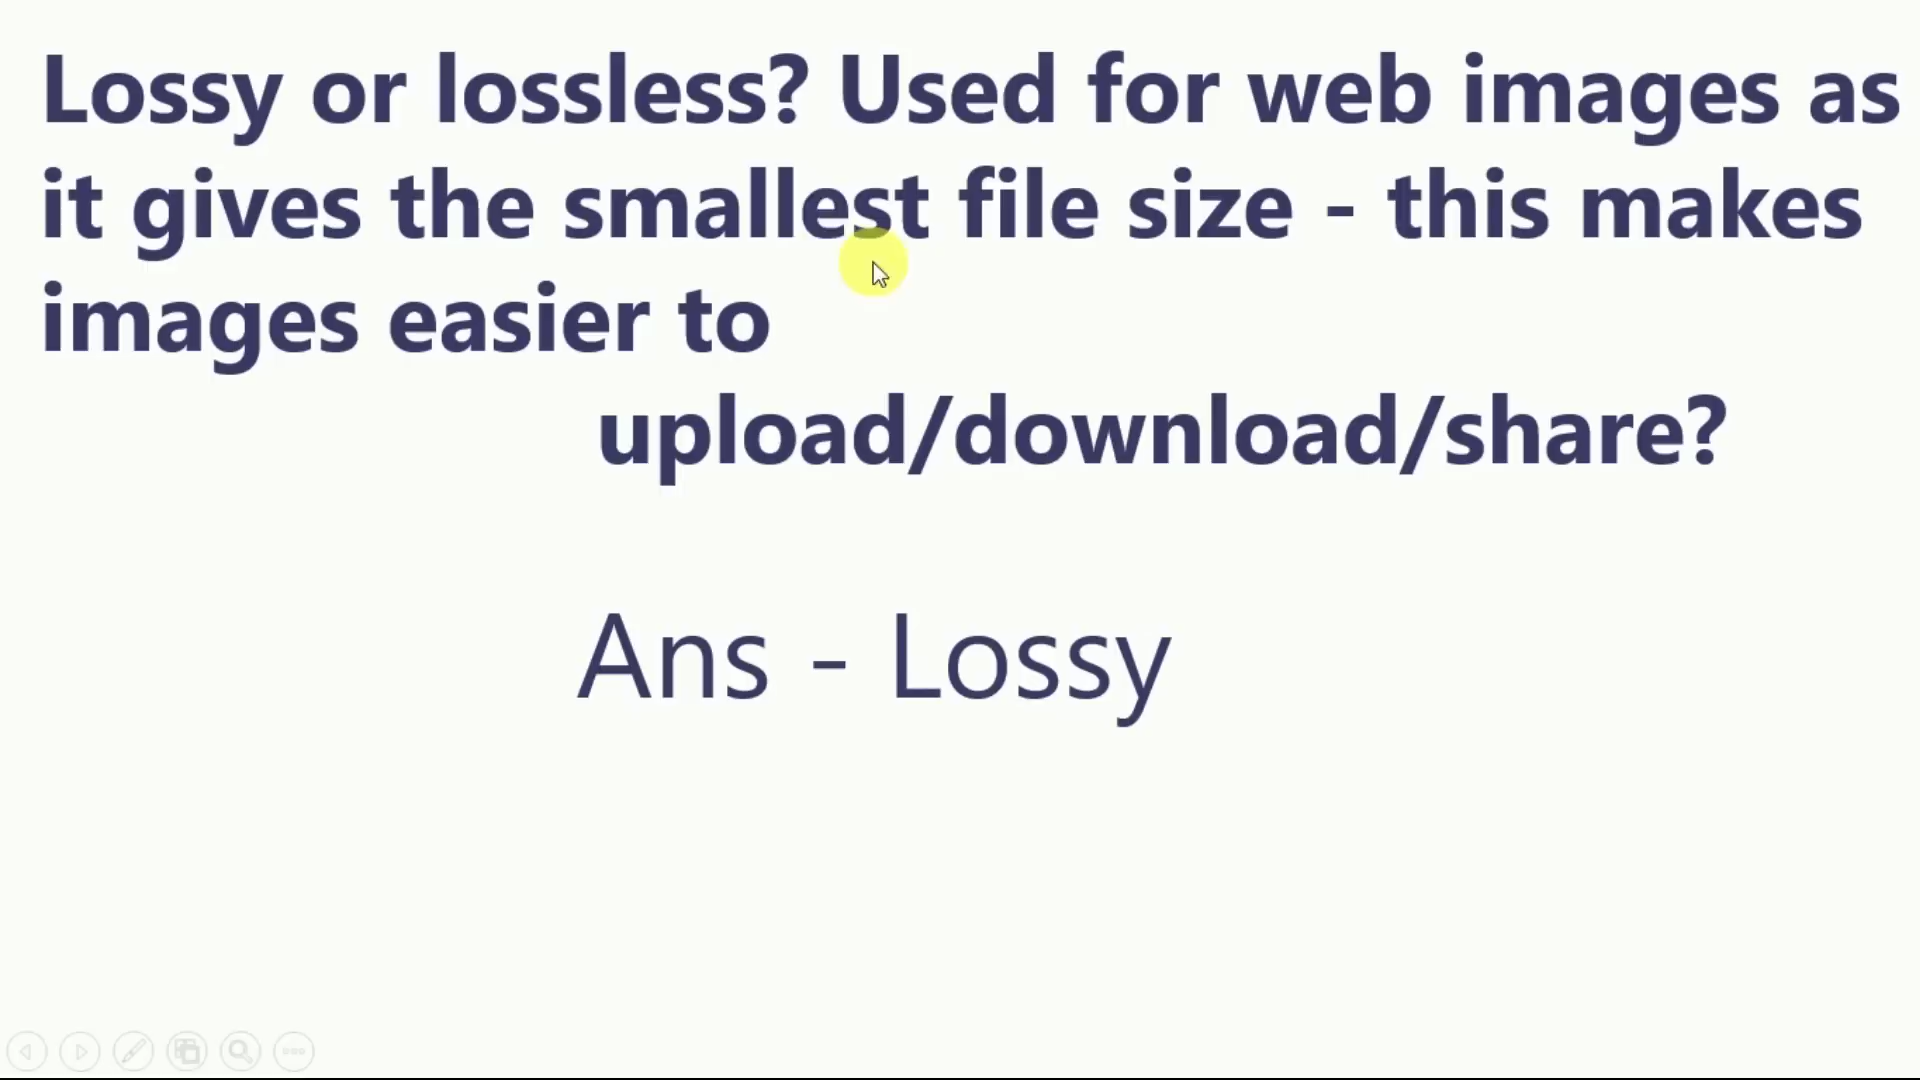 Lossy or lossless? Used for web images as
it gives the smallest file size - this makes
images easier to
upload/download/share?
Ans - Lossy